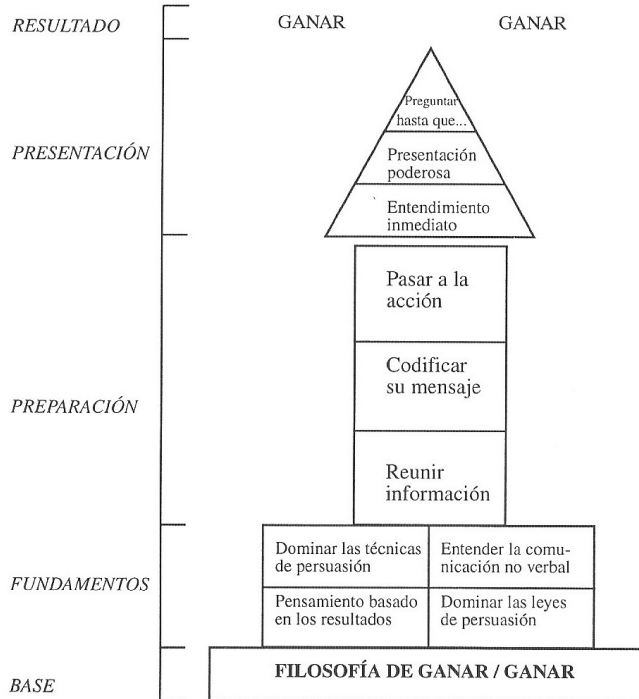 RESULTADO
GANAR
GANAR
Preguntar
hasta que...
PRESENTACIÓN
Presentación
poderosa
Entendimiento
inmediato
Pasar a la
acción
Codificar
su mensaje
PREPARACIÓN
Reunir
información
Dominar las técnicas
de persuasión
Entender la comu-
nicación no verbal
FUNDAMENTOS
Pensamiento basado
en los resultados
Dominar las leyes
de persuasión
FILOSOFÍA DE GANAR / GANAR
BASE